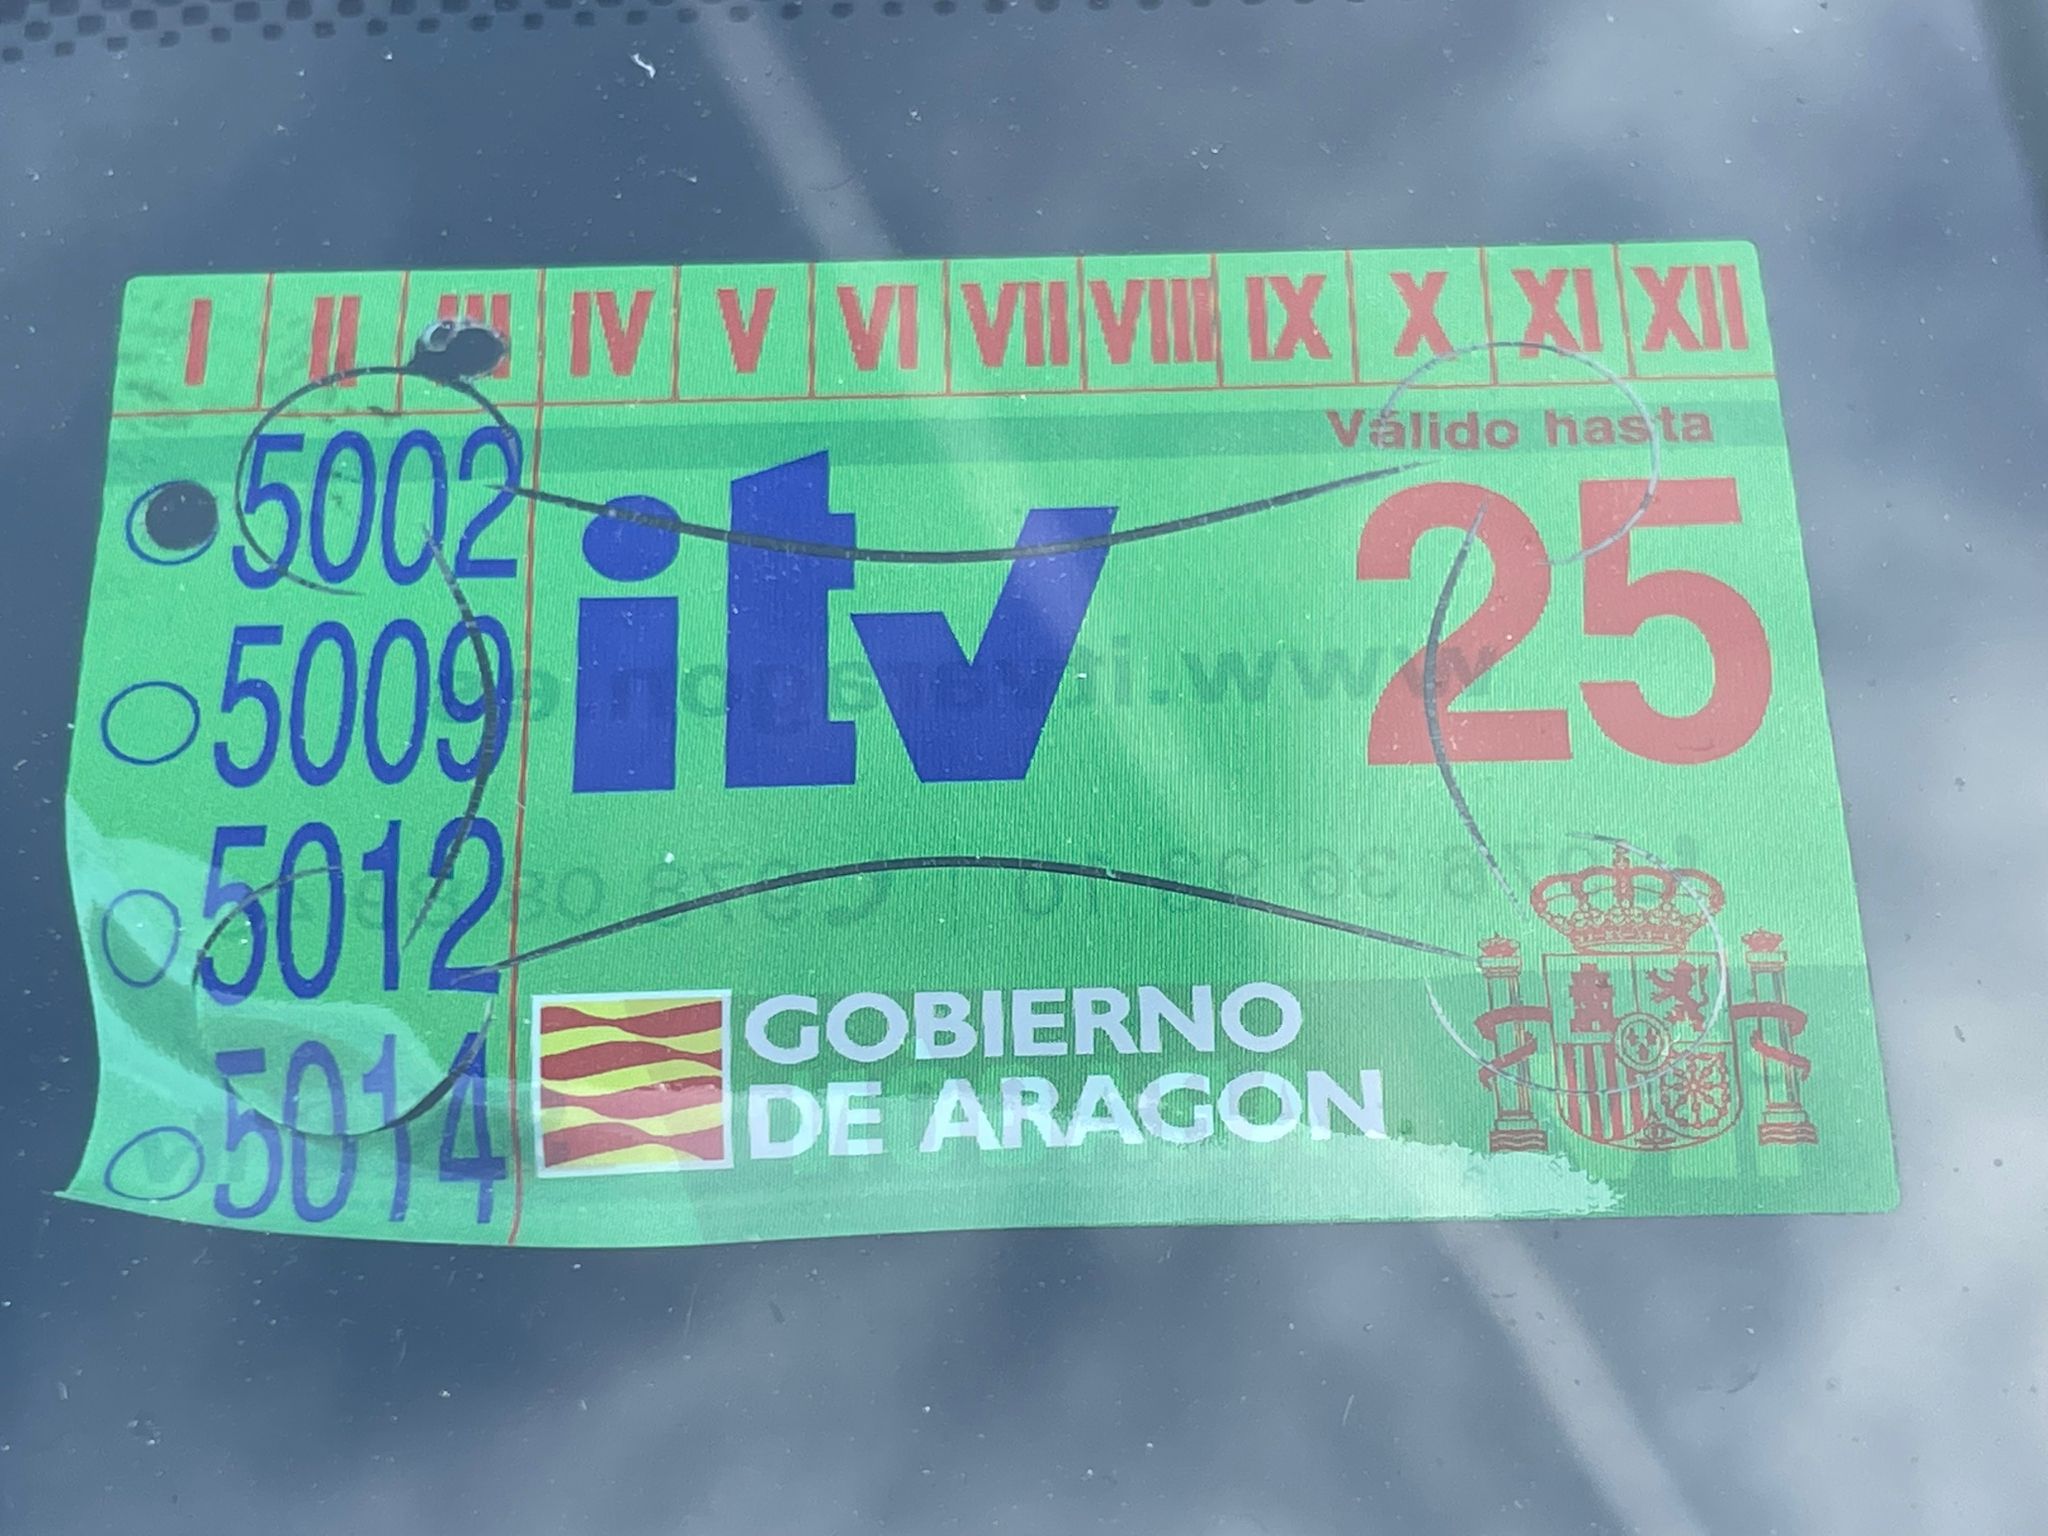 I II III IV V VI VII VIII IX X XI XII
Válido hasta
5002
5009
5012
5014
itv
25
GOBIERNO
DE ARAGON